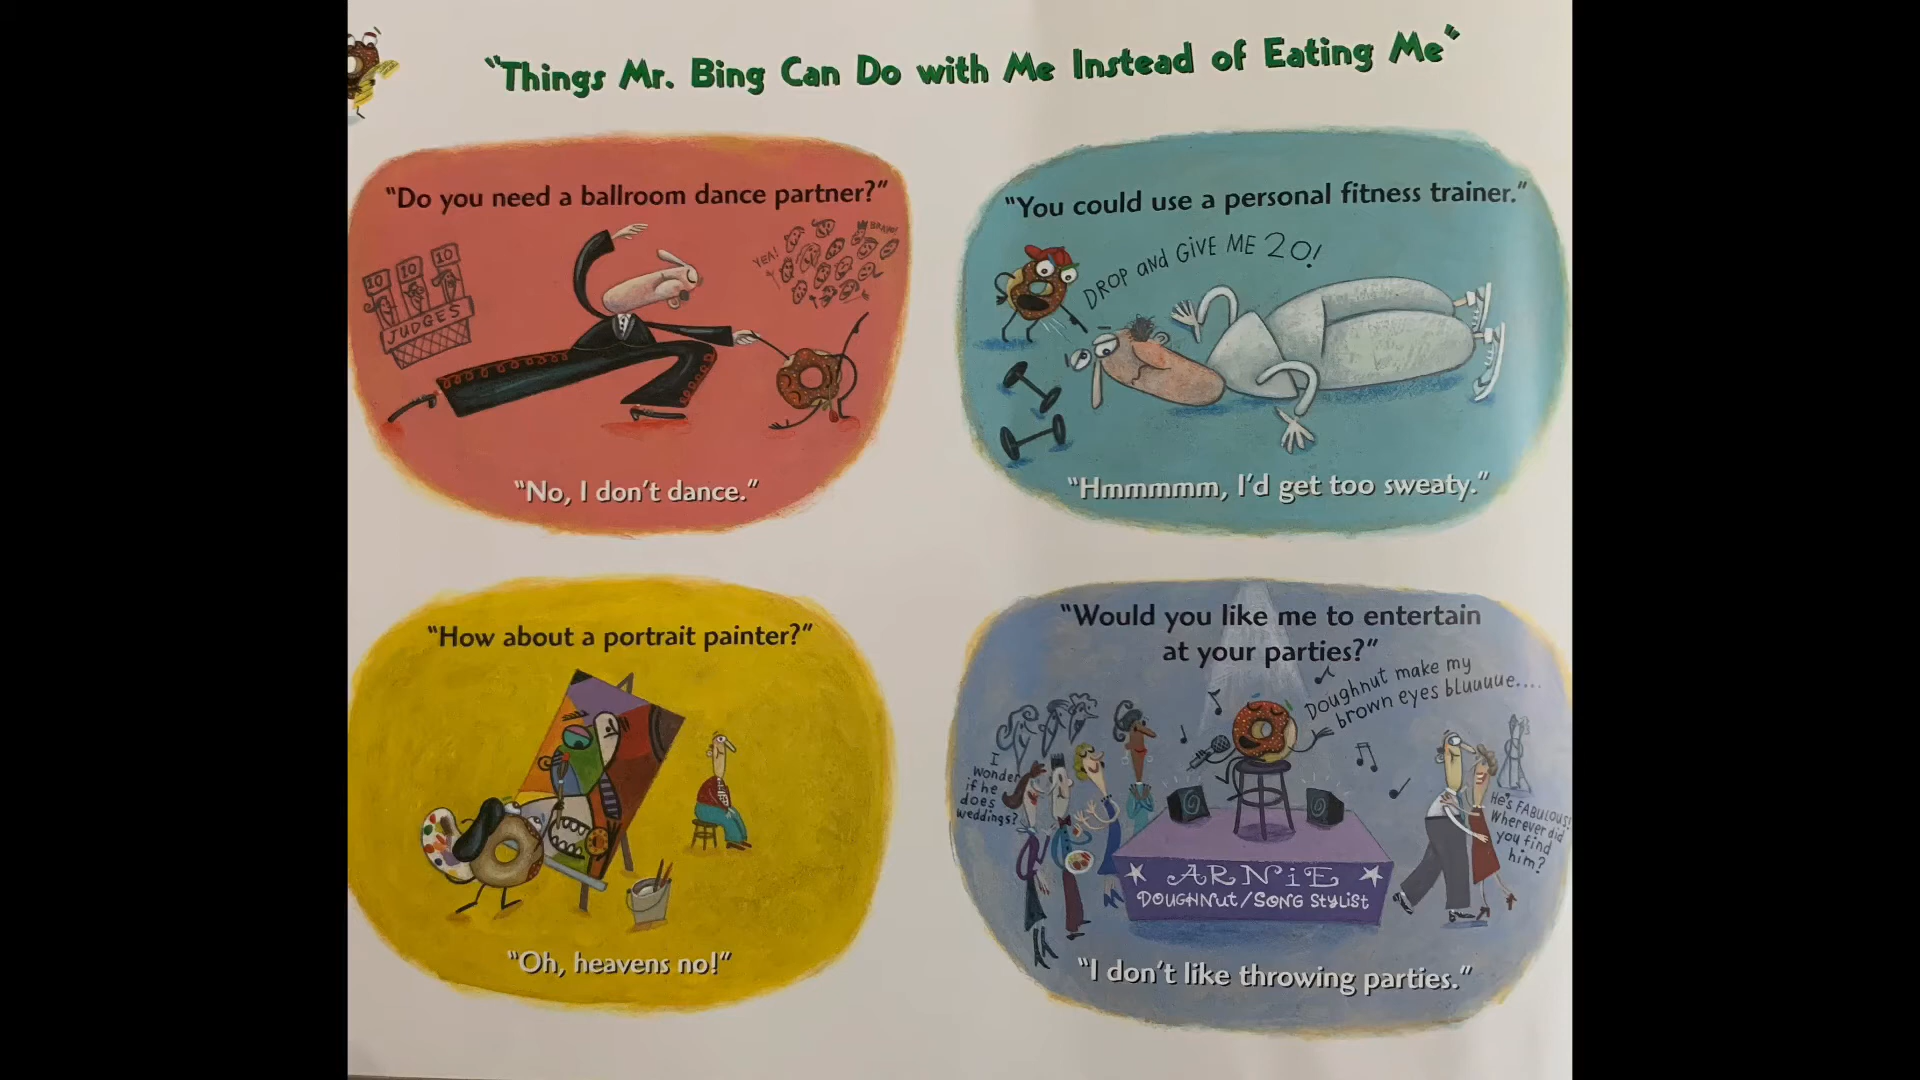 "Things Mr. Bing Can Do with Me Instead of Eating Me"
"Do you need a ballroom dance partner?"
10 10 10
JUDGES
YEA!
BRAVO!
"No, I don't dance."
"You could use a personal fitness trainer."
DROP and GiVE ME 20!
"Hmmmmm, I'd get too sweaty."
"How about a portrait painter?"
"Oh, heavens no!"
"Would you like me to entertain
at your parties?"
Doughnut make my
brown eyes bluuuue....
I
wonder
if he
does
weddings?
He's FABULOUS!
Wherever did
you find
him?
ARNiE
DOUGHNut/SONG StyList
"I don't like throwing parties."